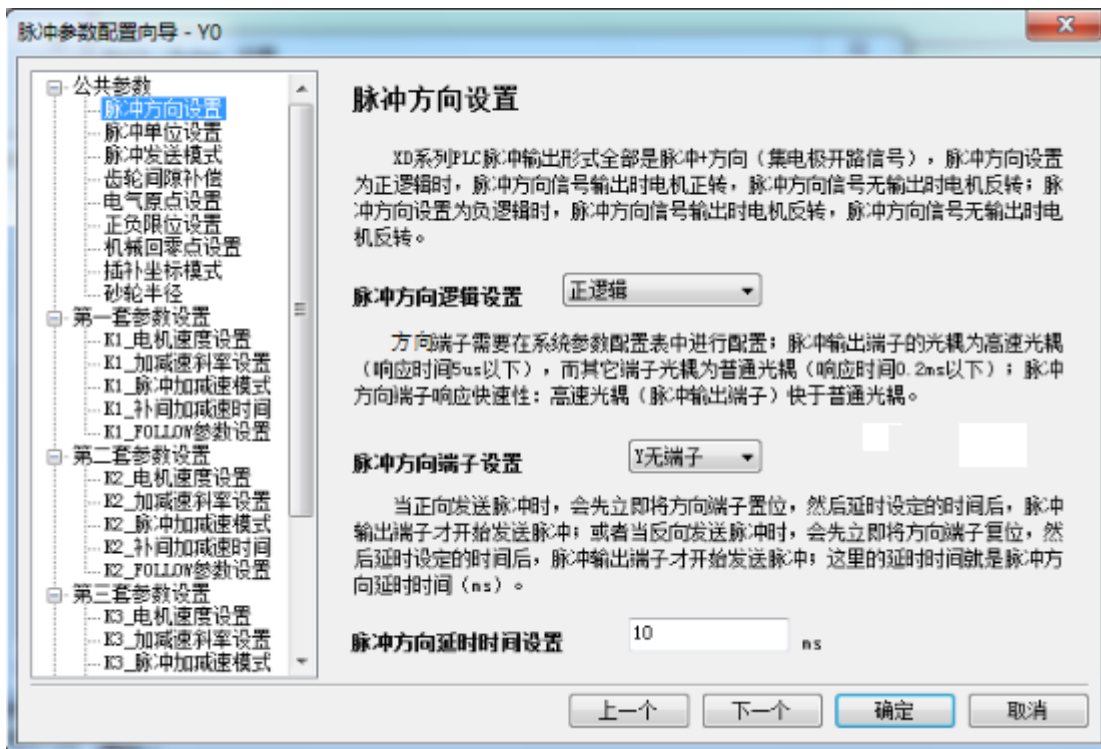 脉冲参数配置向导 - Y0
公共参数
脉冲方向设置
脉冲单位设置
脉冲发送模式
齿轮间隙补偿
电气原点设置
正负限位设置
机械回零点设置
插补坐标模式
砂轮半径
第一套参数设置
K1_电机速度设置
K1_加减速斜率设置
K1_脉冲加减速模式
K1_补间加减速时间
K1_FOLLOW参数设置
第二套参数设置
K2_电机速度设置
K2_加减速斜率设置
K2_脉冲加减速模式
K2_补间加减速时间
K2_FOLLOW参数设置
第三套参数设置
K3_电机速度设置
K3_加减速斜率设置
K3_脉冲加减速模式
脉冲方向设置
XD系列PLC脉冲输出形式全部是脉冲+方向（集电极开路信号），脉冲方向设置
为正逻辑时，脉冲方向信号输出时电机正转，脉冲方向信号无输出时电机反转；脉
冲方向设置为负逻辑时，脉冲方向信号输出时电机反转，脉冲方向信号无输出时电
机反转。
脉冲方向逻辑设置 正逻辑
方向端子需要在系统参数配置表中进行配置；脉冲输出端子的光耦为高速光耦
（响应时间5us以下），而其它端子光耦为普通光耦（响应时间0.2ms以下）；脉冲
方向端子响应快速性：高速光耦（脉冲输出端子）快于普通光耦。
脉冲方向端子设置 Y无端子
当正向发送脉冲时，会先立即将方向端子置位，然后延时设定的时间后，脉冲
输出端子才开始发送脉冲；或者当反向发送脉冲时，会先立即将方向端子复位，然
后延时设定的时间后，脉冲输出端子才开始发送脉冲；这里的延时时间就是脉冲方
向延时时间（ms）。
脉冲方向延时时间设置 10 ms
上一个 下一个 确定 取消